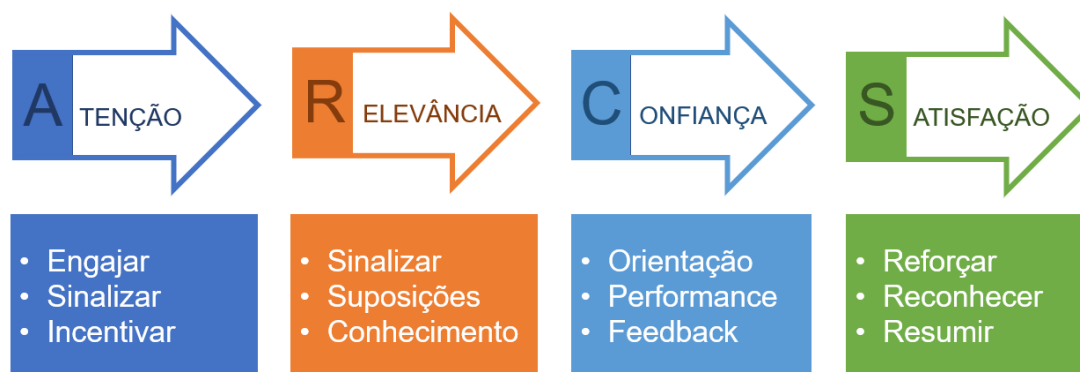 A TENÇÃO
R ELEVÂNCIA
C ONFIANÇA
S ATISFAÇÃO
• Engajar
• Sinalizar
• Incentivar
• Sinalizar
• Suposições
• Conhecimento
• Orientação
• Performance
• Feedback
• Reforçar
• Reconhecer
• Resumir